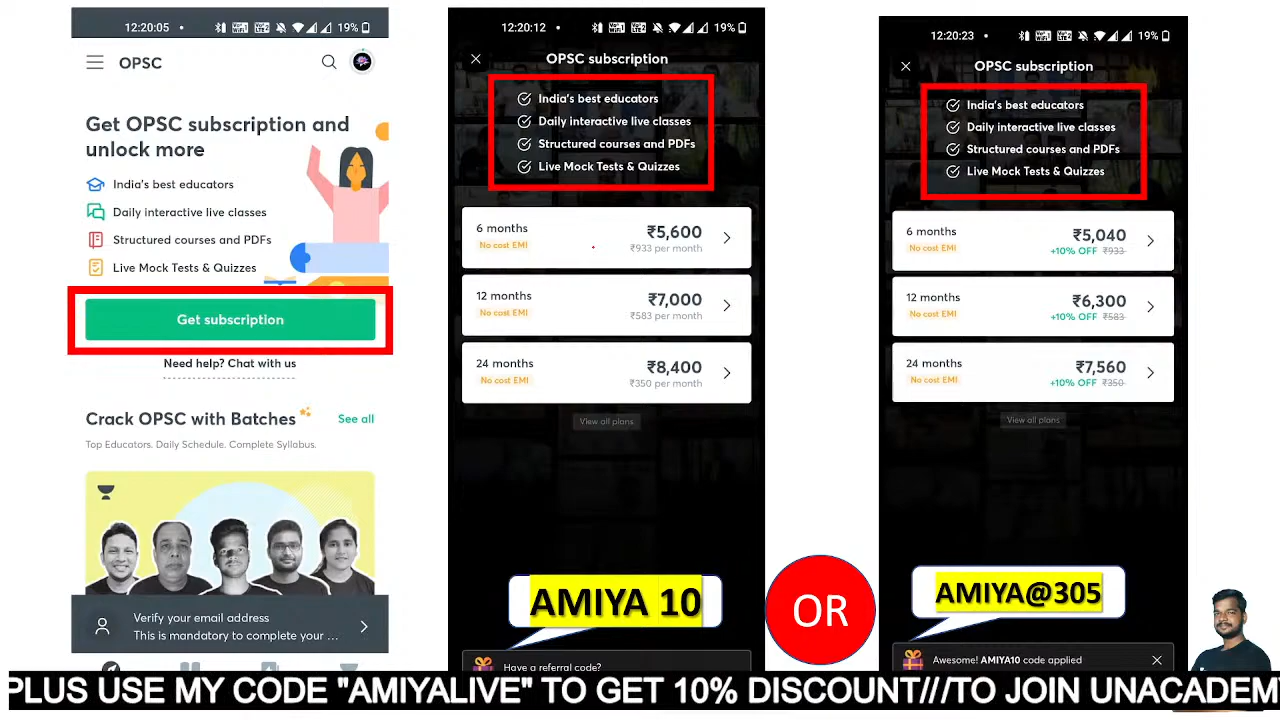 12:20:05
19%
OPSC
Get OPSC subscription and
unlock more
India's best educators
Daily interactive live classes
Structured courses and PDFs
Live Mock Tests & Quizzes
Get subscription
Need help? Chat with us
Crack OPSC with Batches
See all
Top Educators. Daily Schedule. Complete Syllabus.
Verify your email address
This is mandatory to complete your ...
12:20:12
19%
OPSC subscription
India's best educators
Daily interactive live classes
Structured courses and PDFs
Live Mock Tests & Quizzes
6 months
₹5,600
No cost EMI
₹933 per month
12 months
₹7,000
No cost EMI
₹583 per month
24 months
₹8,400
No cost EMI
₹350 per month
View all plans
AMIYA 10
Have a referral code?
OR
12:20:23
19%
OPSC subscription
India's best educators
Daily interactive live classes
Structured courses and PDFs
Live Mock Tests & Quizzes
6 months
₹5,040
No cost EMI
+10% OFF ₹933
12 months
₹6,300
No cost EMI
+10% OFF ₹583
24 months
₹7,560
No cost EMI
+10% OFF ₹350
View all plans
AMIYA@305
Awesome! AMIYA10 code applied
PLUS USE MY CODE "AMIYALIVE" TO GET 10% DISCOUNT///TO JOIN UNACADEM